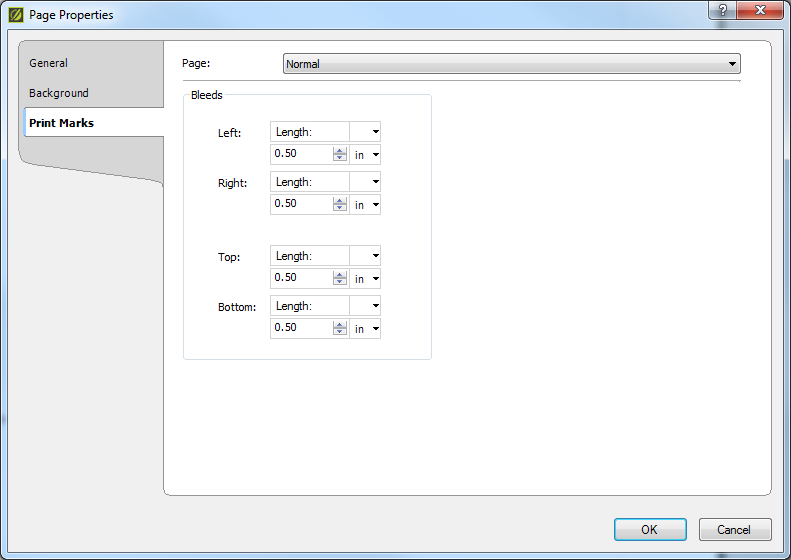 Page Properties
General
Background
Print Marks
Page: Normal
Bleeds
Left: Length:
0.50 in
Right: Length:
0.50 in
Top: Length:
0.50 in
Bottom: Length:
0.50 in
OK Cancel